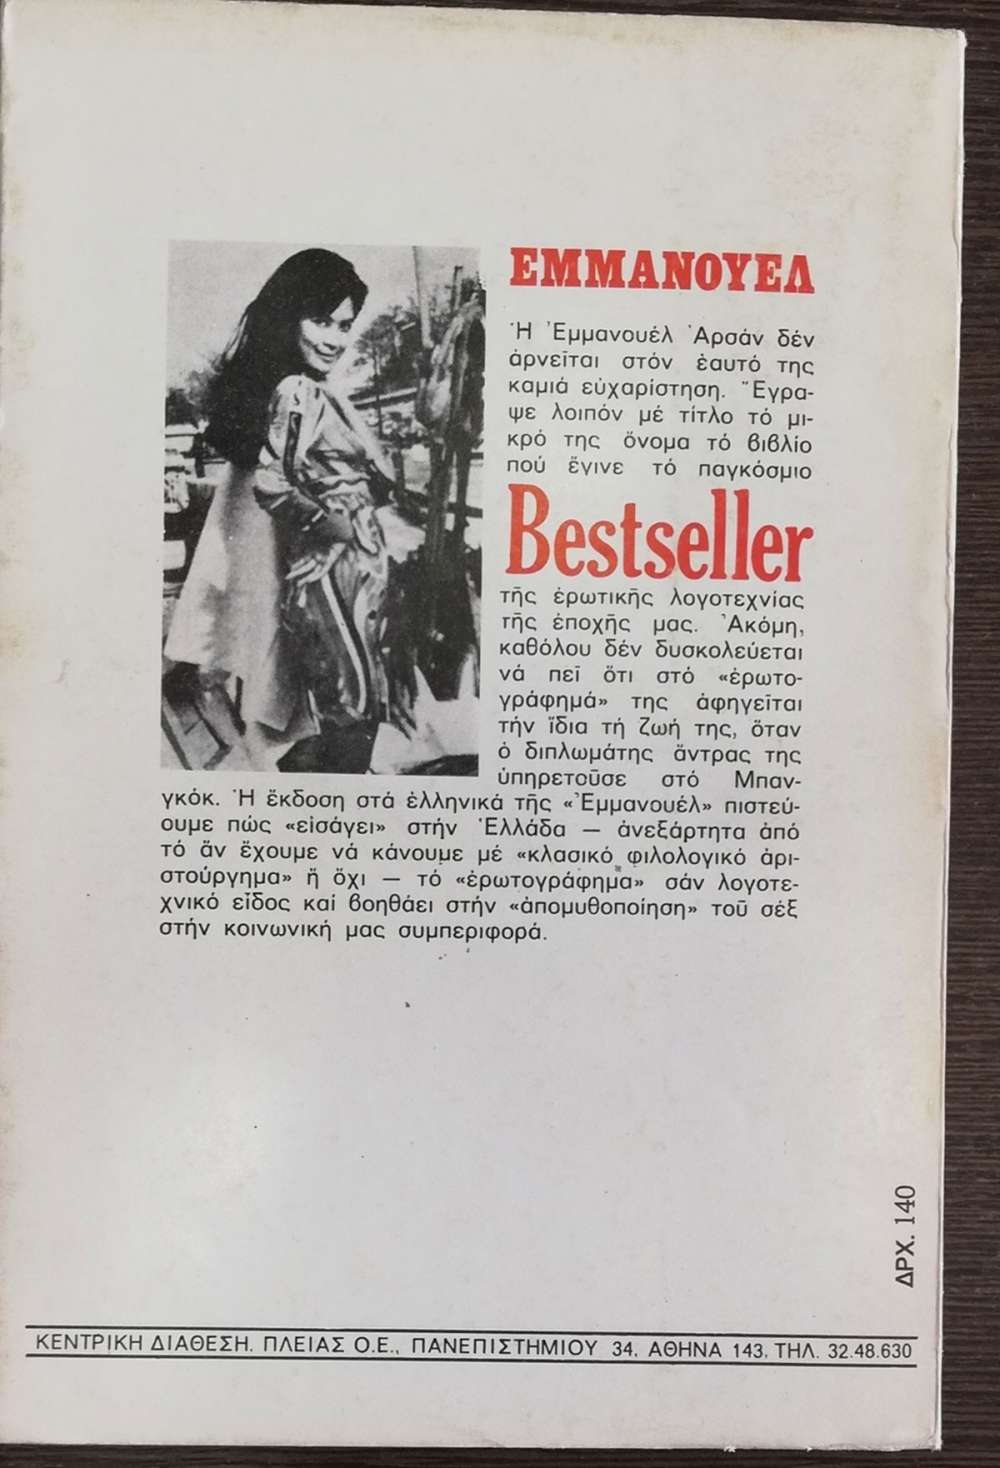 ΕΜΜΑΝΟΥΕΛ
Ἡ Ἐμμανουέλ Ἀρσάν δέν
ἀρνεῖται στόν ἑαυτό της
καμιά εὐχαρίστηση. Ἔγρα-
ψε λοιπόν μέ τίτλο τό μι-
κρό της ὄνομα τό βιβλίο
πού ἔγινε τό παγκόσμιο
Bestseller
τῆς ἐρωτικῆς λογοτεχνίας
τῆς ἐποχῆς μας. Ἀκόμη,
καθόλου δέν δυσκολεύεται
νά πεῖ ὅτι στό «ἐρωτο-
γράφημά» της ἀφηγεῖται
τήν ἴδια τή ζωή της, ὅταν
ὁ διπλωμάτης ἄντρας της
ὑπηρετοῦσε στό Μπαν-
γκόκ. Ἡ ἔκδοση στά ἑλληνικά τῆς «Ἐμμανουέλ» πιστεύ-
ουμε πώς «εἰσάγει» στήν Ἑλλάδα — ἀνεξάρτητα ἀπό
τό ἄν ἔχουμε νά κάνουμε μέ «κλασικό φιλολογικό ἀρι-
στούργημα» ἤ ὄχι — τό «ἐρωτογράφημα» σάν λογοτε-
χνικό εἶδος καί βοηθάει στήν «ἀπομυθοποίηση» τοῦ σέξ
στήν κοινωνική μας συμπεριφορά.
ΔΡΧ. 140
ΚΕΝΤΡΙΚΗ ΔΙΑΘΕΣΗ. ΠΛΕΙΑΣ Ο.Ε., ΠΑΝΕΠΙΣΤΗΜΙΟΥ 34, ΑΘΗΝΑ 143, ΤΗΛ. 32.48.630